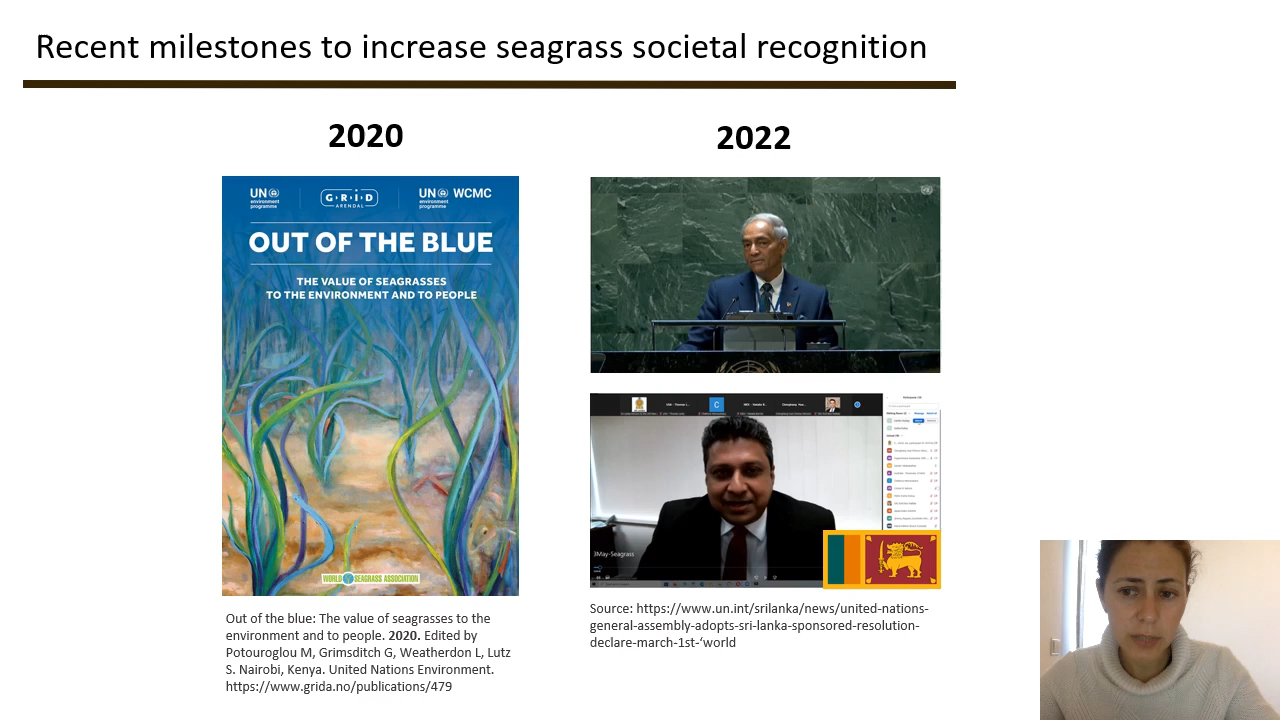 Recent milestones to increase seagrass societal recognition
2020
2022
UN
environment
programme
G·R·I·D
ARENDAL
UN WCMC
environment
programme
OUT OF THE BLUE
THE VALUE OF SEAGRASSES
TO THE ENVIRONMENT AND TO PEOPLE
WORLD SEAGRASS ASSOCIATION
C
3May-Seagrass
Out of the blue: The value of seagrasses to the
environment and to people. 2020. Edited by
Potouroglou M, Grimsditch G, Weatherdon L, Lutz
S. Nairobi, Kenya. United Nations Environment.
https://www.grida.no/publications/479
Source: https://www.un.int/srilanka/news/united-nations-
general-assembly-adopts-sri-lanka-sponsored-resolution-
declare-march-1st-‘world